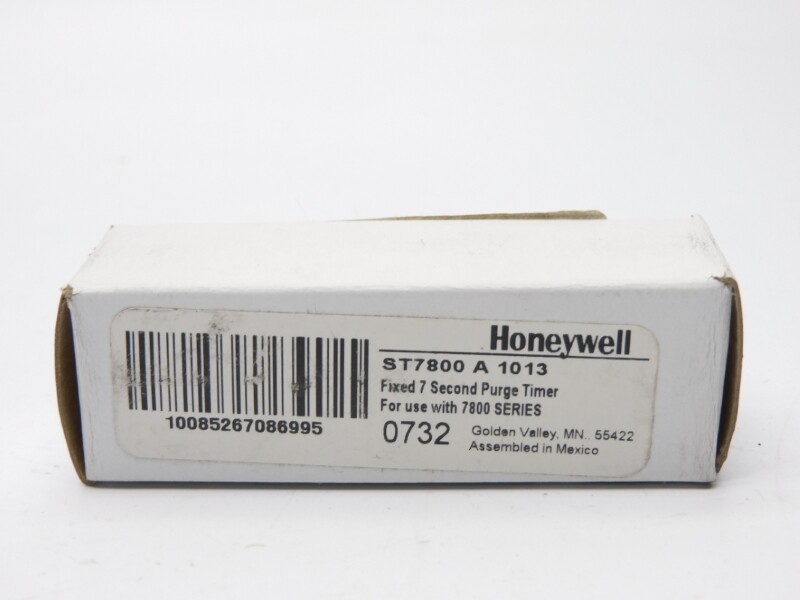 Honeywell
ST7800 A 1013
Fixed 7 Second Purge Timer
For use with 7800 SERIES
10085267086995
0732
Golden Valley, MN.. 55422
Assembled in Mexico